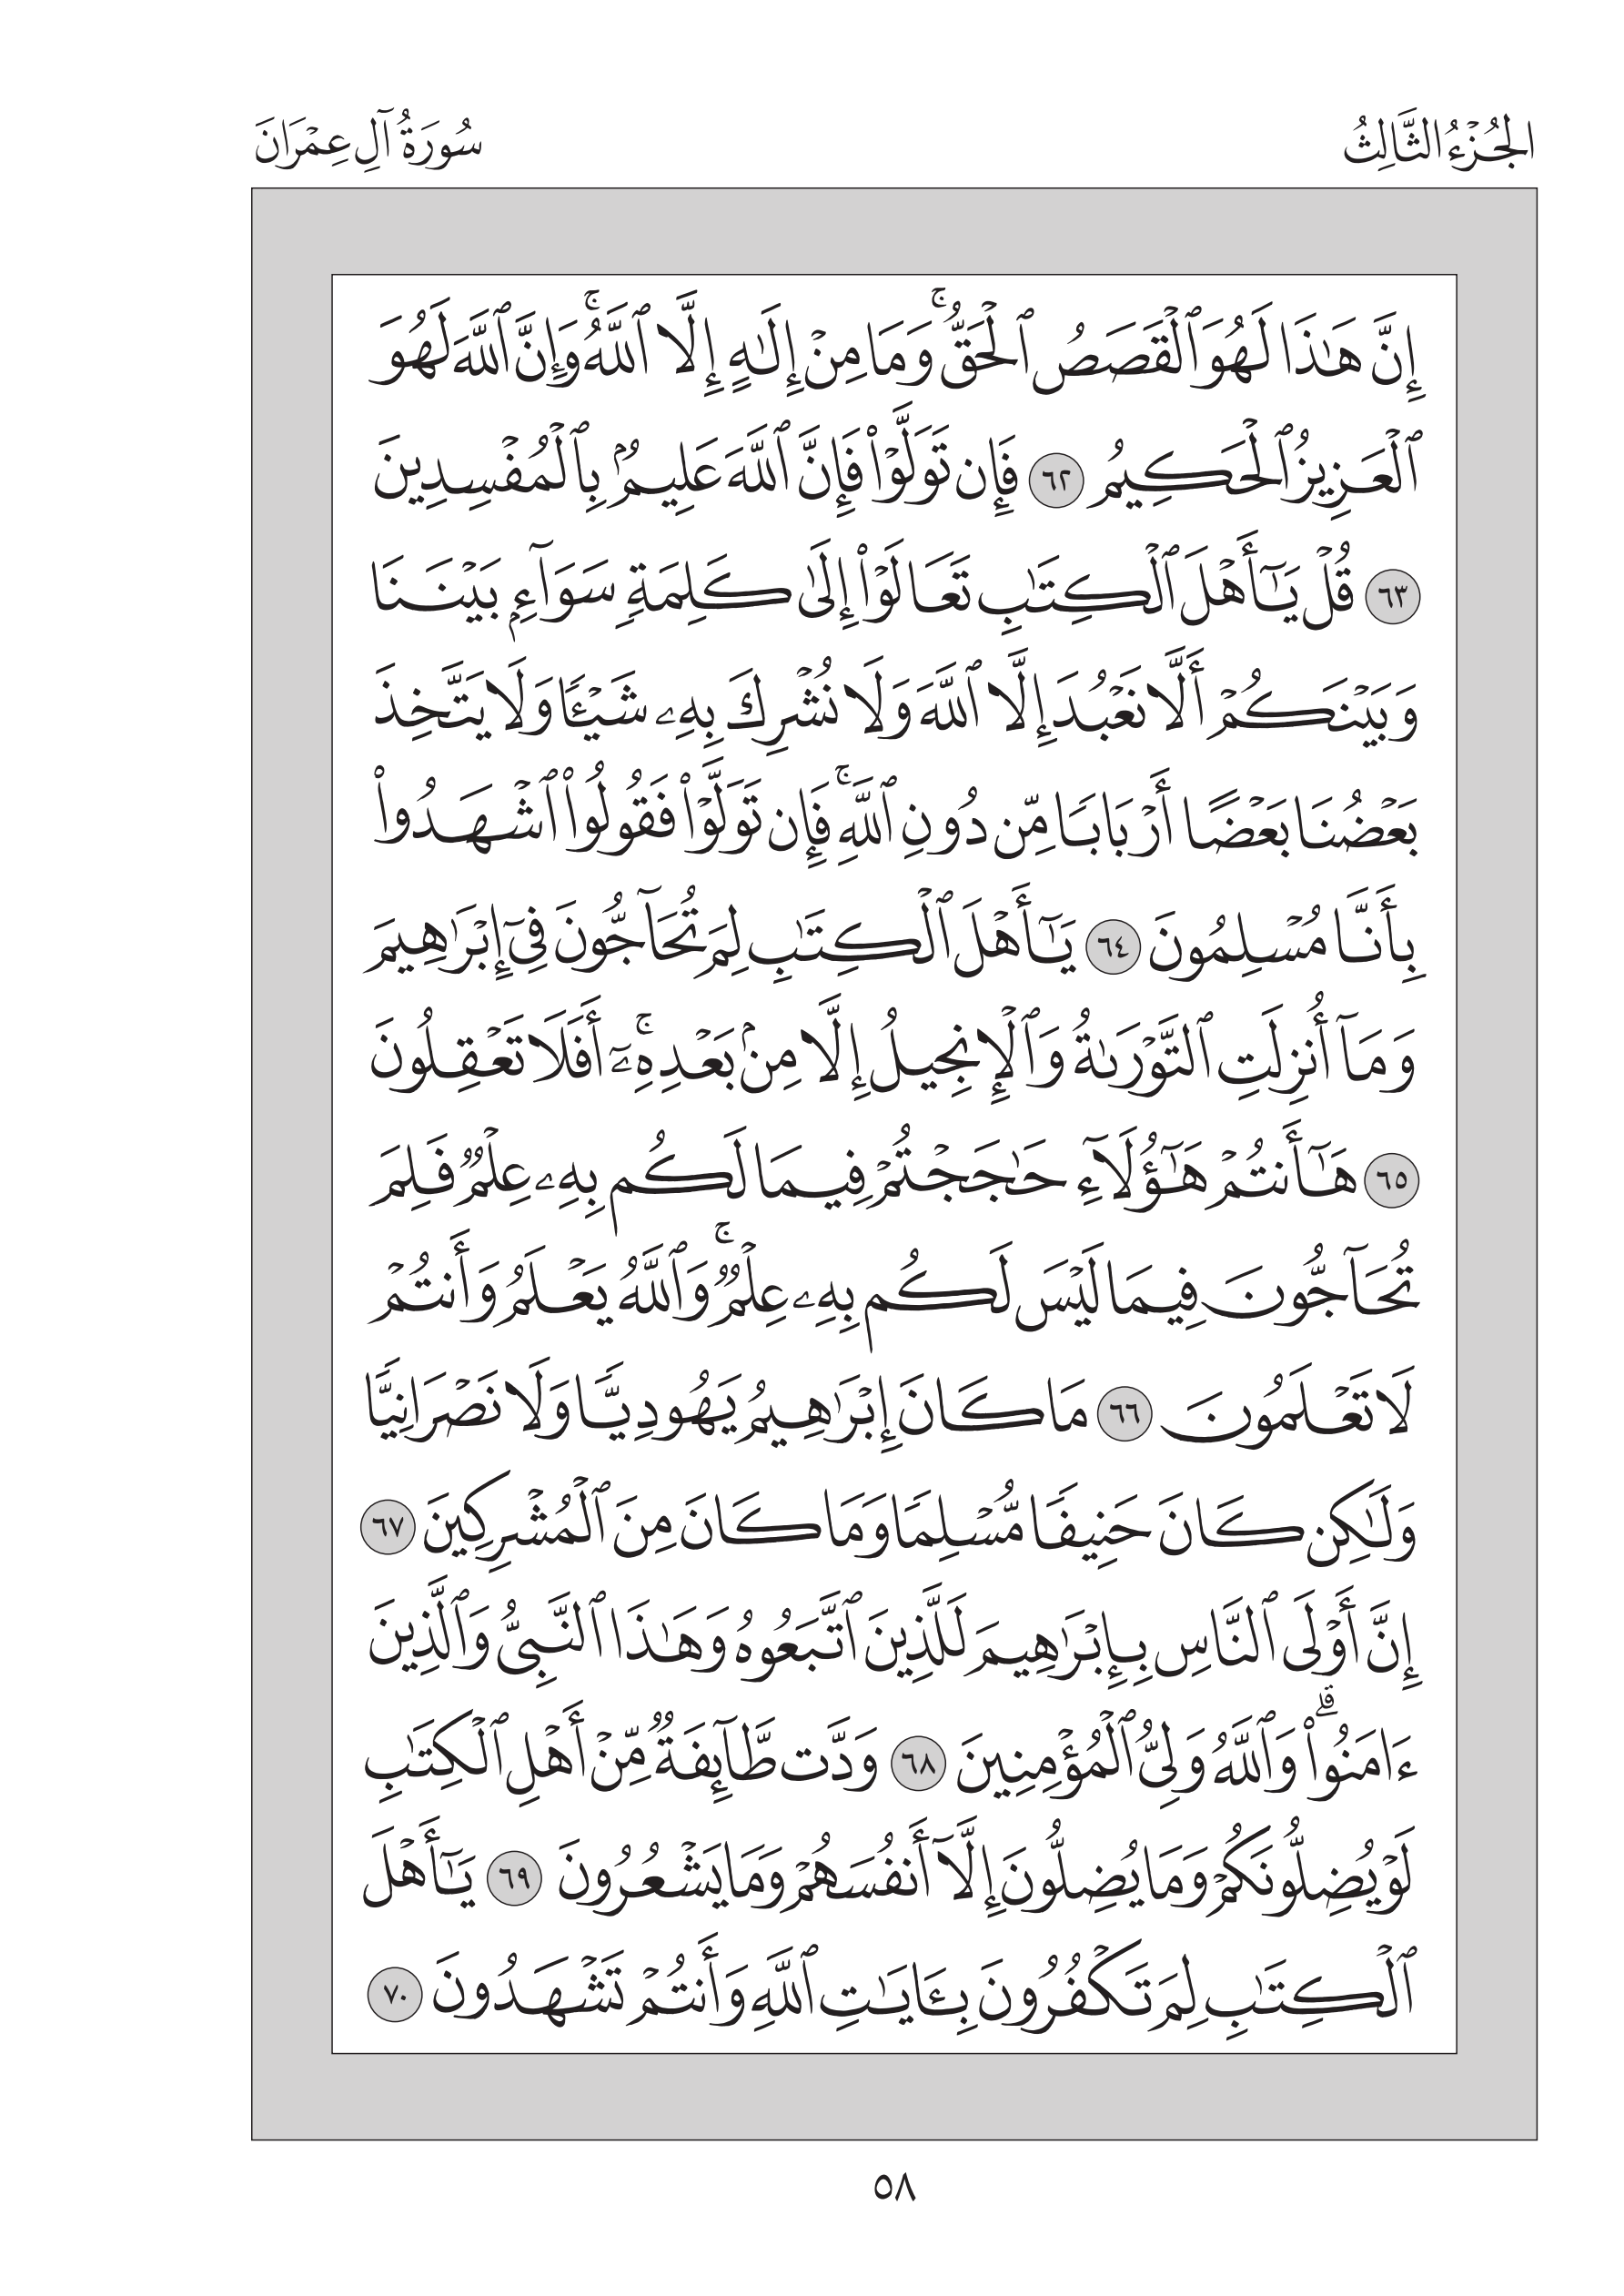 الجُزْءُ الثَّالِثُ
سُورَةُ آلِ عِمْرَانَ
إِنَّ هَٰذَا لَهُوَ ٱلْقَصَصُ ٱلْحَقُّ ۚ وَمَا مِنْ إِلَٰهٍ إِلَّا ٱللَّهُ ۚ وَإِنَّ ٱللَّهَ لَهُوَ
ٱلْعَزِيزُ ٱلْحَكِيمُ ٦٢ فَإِن تَوَلَّوْا۟ فَإِنَّ ٱللَّهَ عَلِيمٌۢ بِٱلْمُفْسِدِينَ
٦٣ قُلْ يَٰٓأَهْلَ ٱلْكِتَٰبِ تَعَالَوْا۟ إِلَىٰ كَلِمَةٍ سَوَآءٍۭ بَيْنَنَا
وَبَيْنَكُمْ أَلَّا نَعْبُدَ إِلَّا ٱللَّهَ وَلَا نُشْرِكَ بِهِۦ شَيْـًٔا وَلَا يَتَّخِذَ
بَعْضُنَا بَعْضًا أَرْبَابًا مِّن دُونِ ٱللَّهِ ۚ فَإِن تَوَلَّوْا۟ فَقُولُوا۟ ٱشْهَدُوا۟
بِأَنَّا مُسْلِمُونَ ٦٤ يَٰٓأَهْلَ ٱلْكِتَٰبِ لِمَ تُحَآجُّونَ فِىٓ إِبْرَٰهِيمَ
وَمَآ أُنزِلَتِ ٱلتَّوْرَىٰةُ وَٱلْإِنجِيلُ إِلَّا مِنۢ بَعْدِهِۦٓ ۚ أَفَلَا تَعْقِلُونَ
٦٥ هَٰٓأَنتُمْ هَٰٓؤُلَآءِ حَٰجَجْتُمْ فِيمَا لَكُم بِهِۦ عِلْمٌ فَلِمَ
تُحَآجُّونَ فِيمَا لَيْسَ لَكُم بِهِۦ عِلْمٌ ۚ وَٱللَّهُ يَعْلَمُ وَأَنتُمْ
لَا تَعْلَمُونَ ٦٦ مَا كَانَ إِبْرَٰهِيمُ يَهُودِيًّا وَلَا نَصْرَانِيًّا
وَلَٰكِن كَانَ حَنِيفًا مُّسْلِمًا وَمَا كَانَ مِنَ ٱلْمُشْرِكِينَ ٦٧
إِنَّ أَوْلَى ٱلنَّاسِ بِإِبْرَٰهِيمَ لَلَّذِينَ ٱتَّبَعُوهُ وَهَٰذَا ٱلنَّبِىُّ وَٱلَّذِينَ
ءَامَنُوا۟ ۗ وَٱللَّهُ وَلِىُّ ٱلْمُؤْمِنِينَ ٦٨ وَدَّت طَّآئِفَةٌ مِّنْ أَهْلِ ٱلْكِتَٰبِ
لَوْ يُضِلُّونَكُمْ وَمَا يُضِلُّونَ إِلَّآ أَنفُسَهُمْ وَمَا يَشْعُرُونَ ٦٩ يَٰٓأَهْلَ
ٱلْكِتَٰبِ لِمَ تَكْفُرُونَ بِـَٔايَٰتِ ٱللَّهِ وَأَنتُمْ تَشْهَدُونَ ٧٠
٥٨